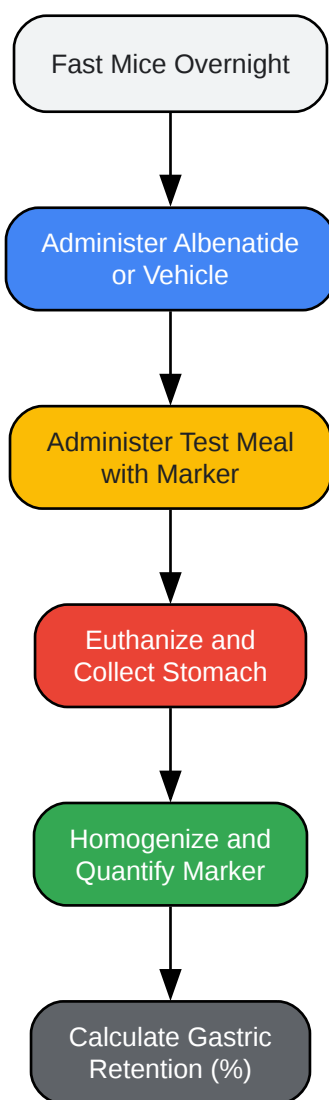 Fast Mice Overnight
Administer Albenatide
or Vehicle
Administer Test Meal
with Marker
Euthanize and
Collect Stomach
Homogenize and
Quantify Marker
Calculate Gastric
Retention (%)